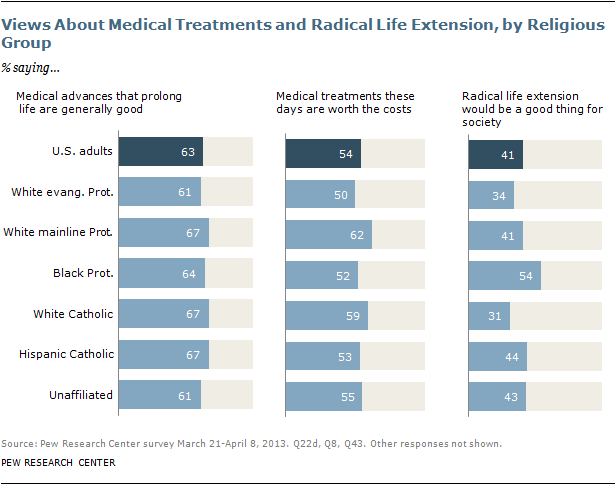 Views About Medical Treatments and Radical Life Extension, by Religious
Group
% saying...
Medical advances that prolong
life are generally good
Medical treatments these
days are worth the costs
Radical life extension
would be a good thing for
society
U.S. adults 63 54 41
White evang. Prot. 61 50 34
White mainline Prot. 67 62 41
Black Prot. 64 52 54
White Catholic 67 59 31
Hispanic Catholic 67 53 44
Unaffiliated 61 55 43
Source: Pew Research Center survey March 21-April 8, 2013. Q22d, Q8, Q43. Other responses not shown.
PEW RESEARCH CENTER